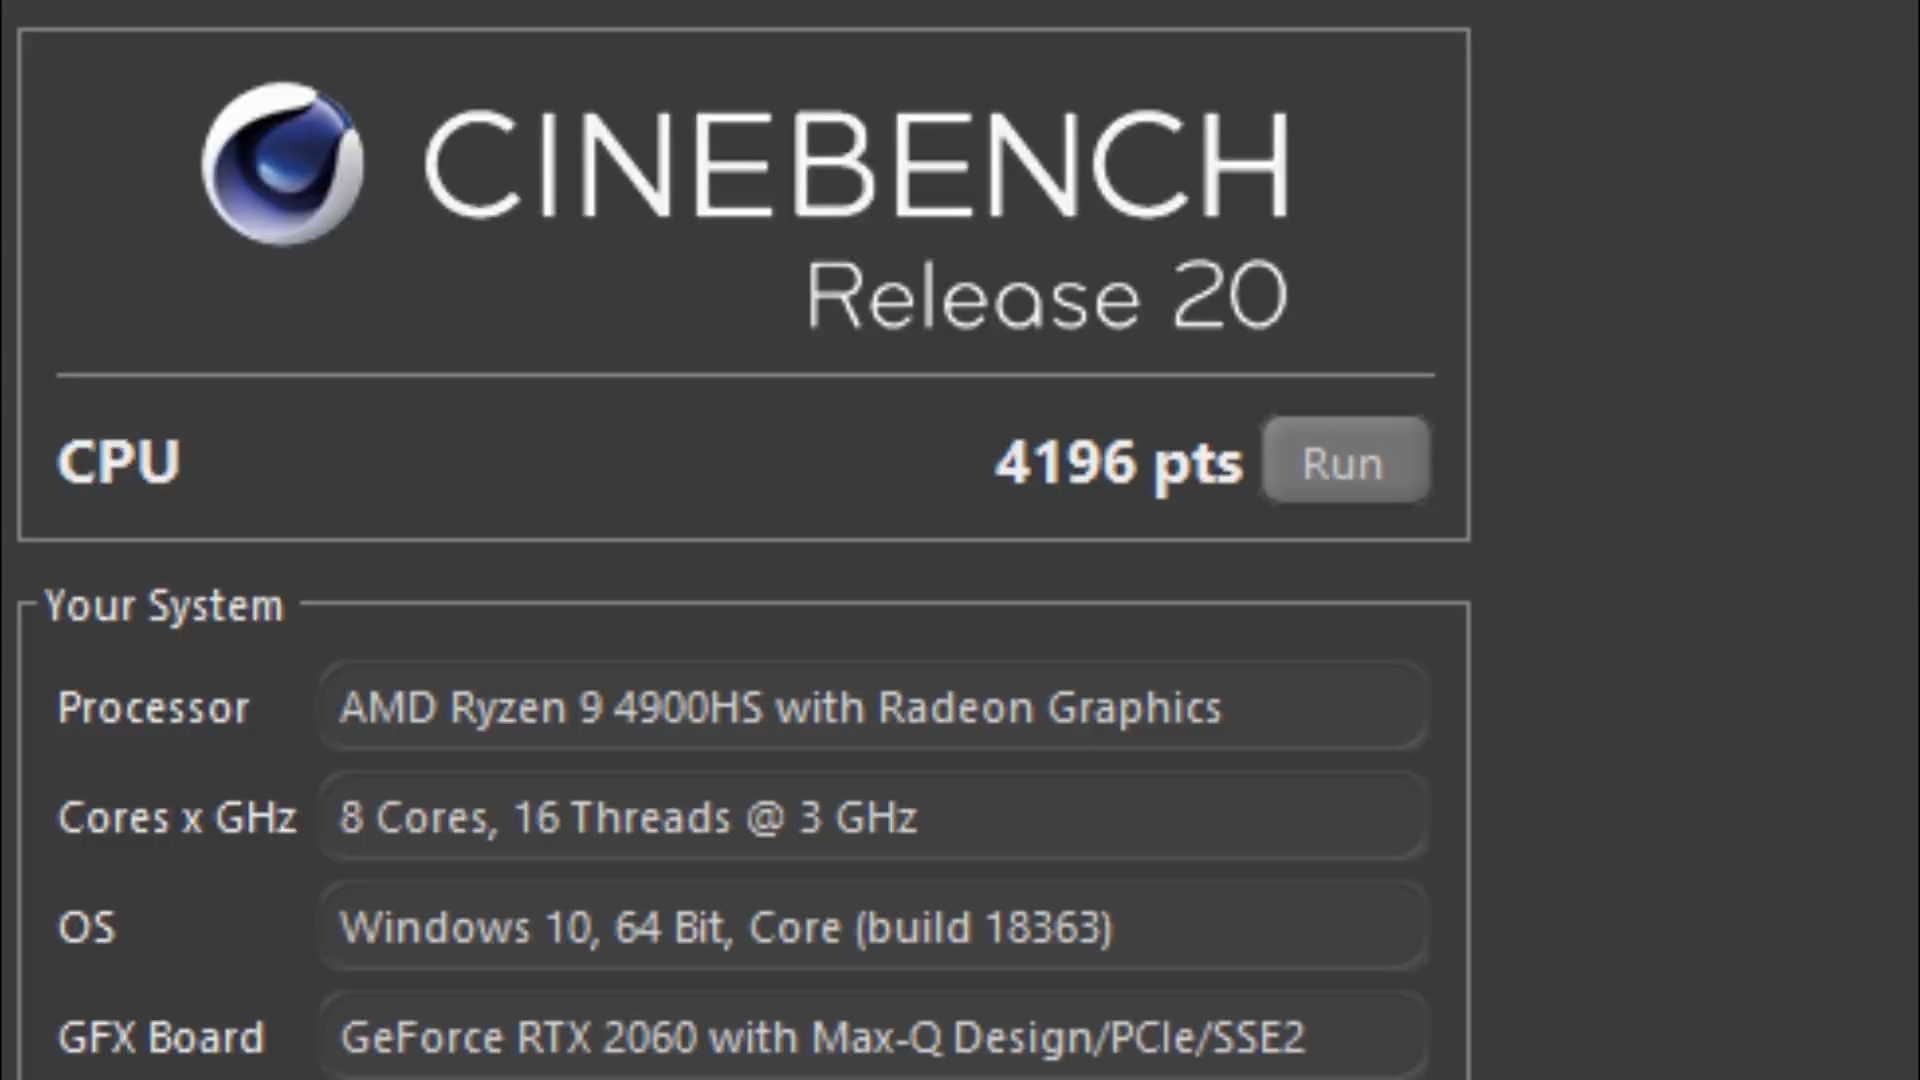 CINEBENCH
Release 20
CPU 4196 pts Run
Your System
Processor AMD Ryzen 9 4900HS with Radeon Graphics
Cores x GHz 8 Cores, 16 Threads @ 3 GHz
OS Windows 10, 64 Bit, Core (build 18363)
GFX Board GeForce RTX 2060 with Max-Q Design/PCIe/SSE2